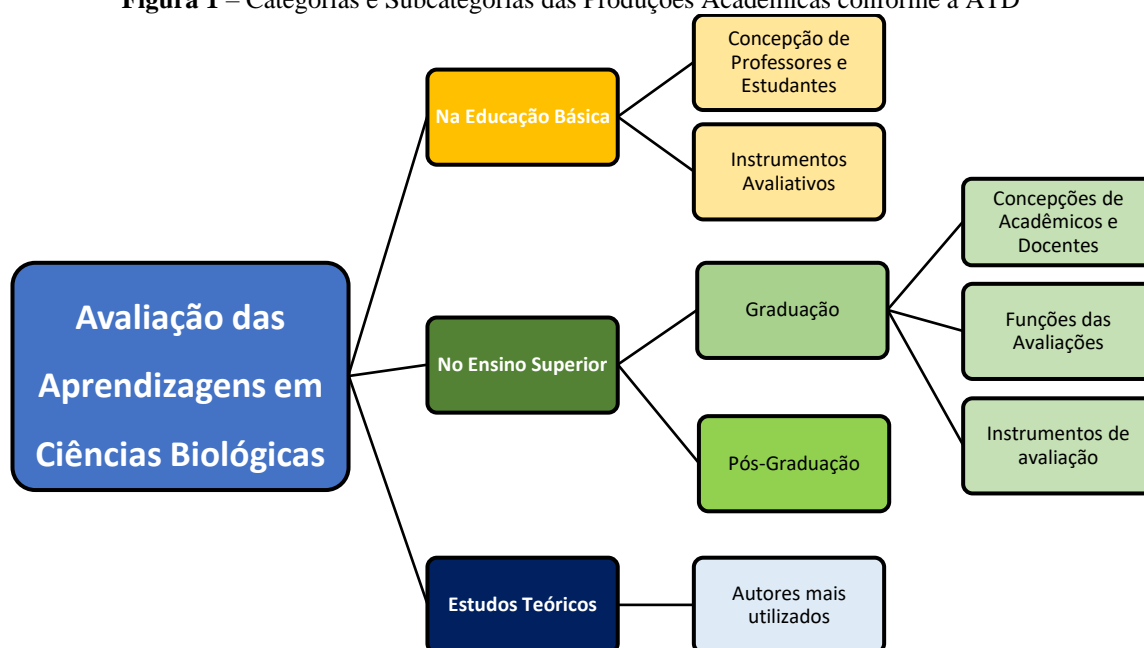 Figura 1 – Categorias e Subcategorias das Produções Acadêmicas conforme a ATD
Concepção de
Professores e
Estudantes
Na Educação Básica
Instrumentos
Avaliativos
Concepções de
Acadêmicos e
Docentes
Avaliação das
Aprendizagens em
Ciências Biológicas
Graduação
Funções das
Avaliações
No Ensino Superior
Instrumentos de
avaliação
Pós-Graduação
Estudos Teóricos
Autores mais
utilizados